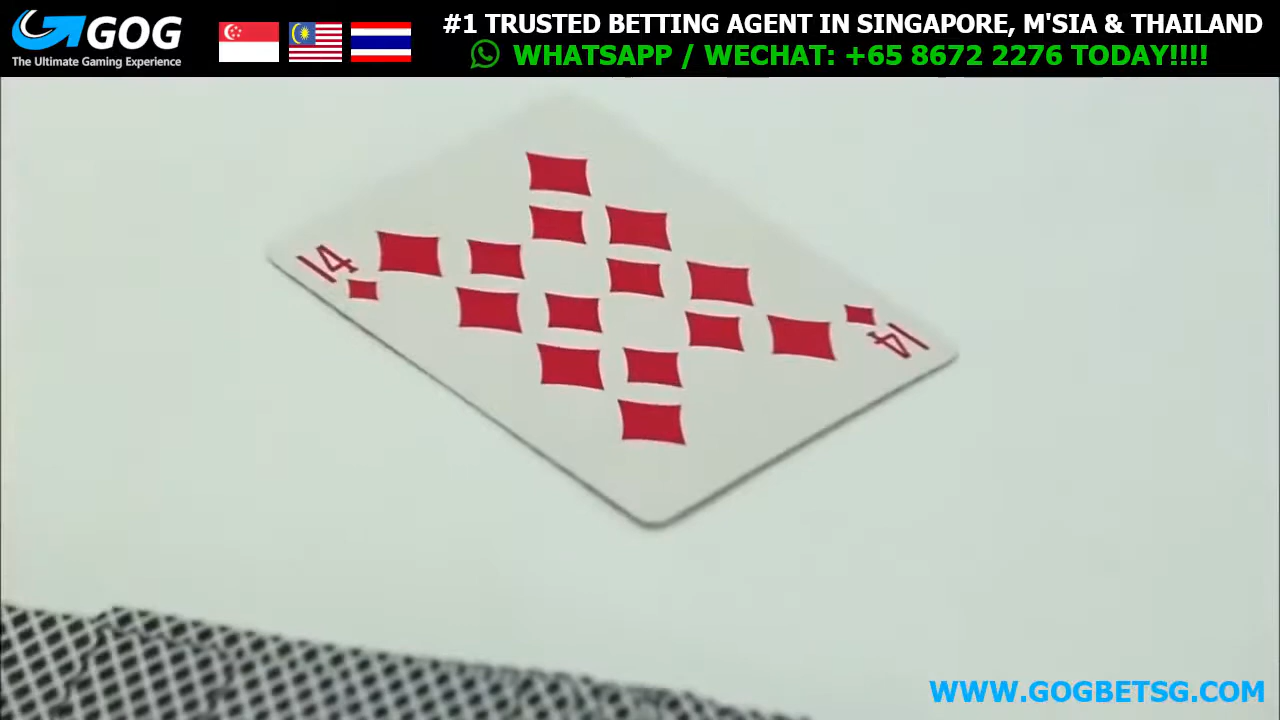 GOG
The Ultimate Gaming Experience
#1 TRUSTED BETTING AGENT IN SINGAPORE, M'SIA & THAILAND
WHATSAPP / WECHAT: +65 8672 2276 TODAY!!!!
14
14
WWW.GOGBETSG.COM